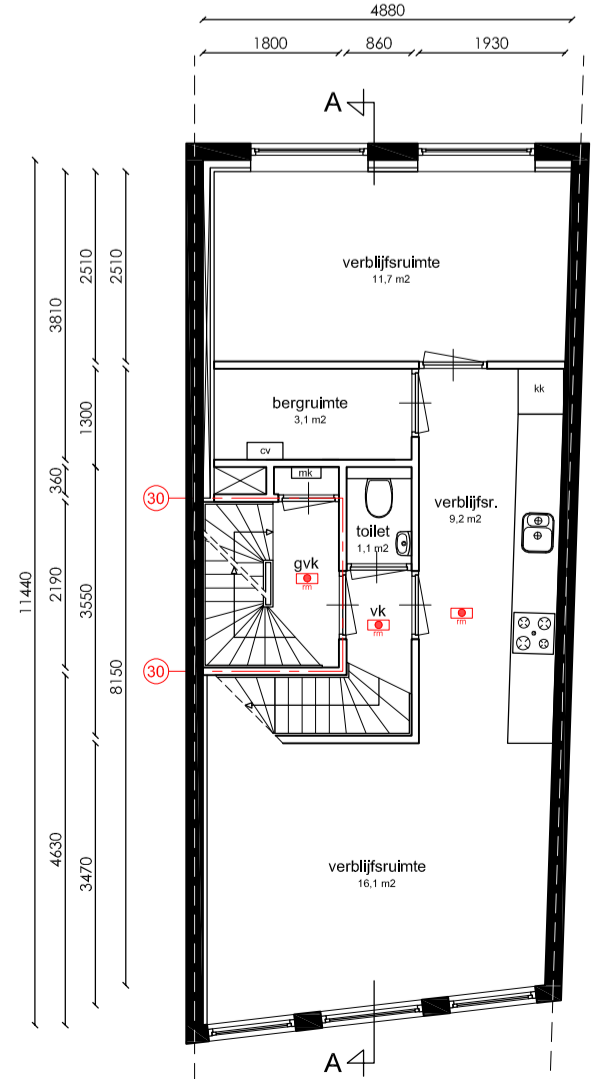 4880
1800
860
1930
A
verblijfsruimte
11,7 m2
2510
2510
3810
bergruimte
3,1 m2
kk
1300
cv
mk
360
30
verblijfsr.
9,2 m2
toilet
1,1 m2
gvk
rm
vk
rm
rm
2190
3550
11440
8150
30
4630
3470
verblijfsruimte
16,1 m2
A